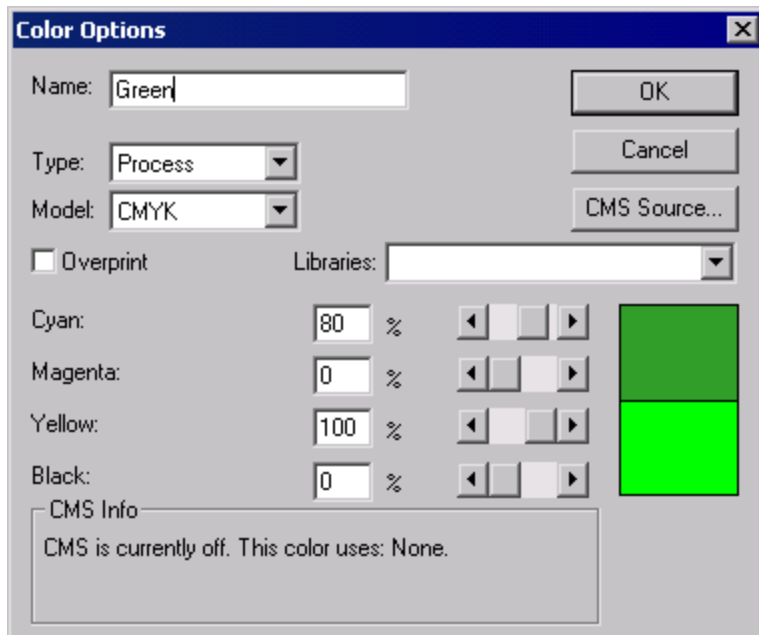 Color Options
Name: Green
OK
Cancel
Type: Process
Model: CMYK
CMS Source...
Overprint
Libraries:
Cyan: 80 %
Magenta: 0 %
Yellow: 100 %
Black: 0 %
CMS Info
CMS is currently off. This color uses: None.